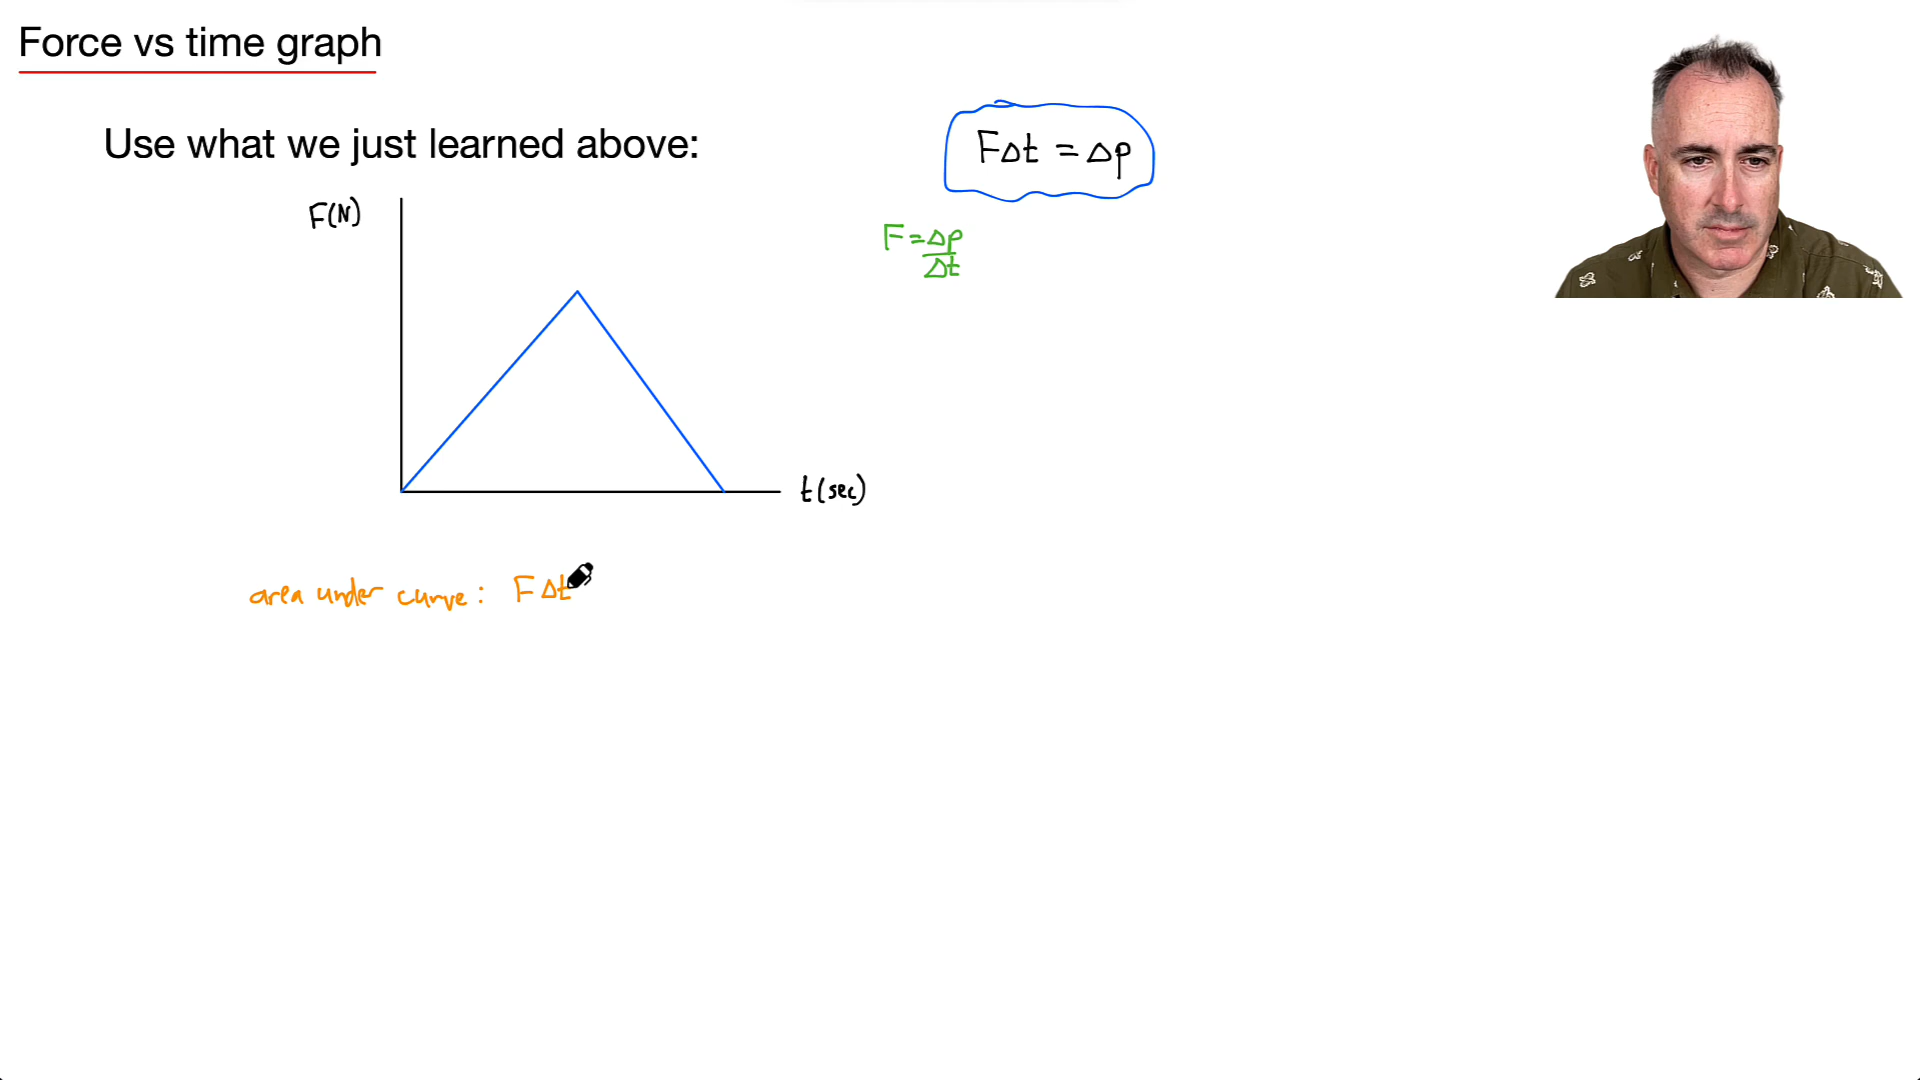 Force vs time graph
Use what we just learned above:
FΔt = Δp
F(N)
F = Δp
Δt
t(sec)
area under curve: FΔt